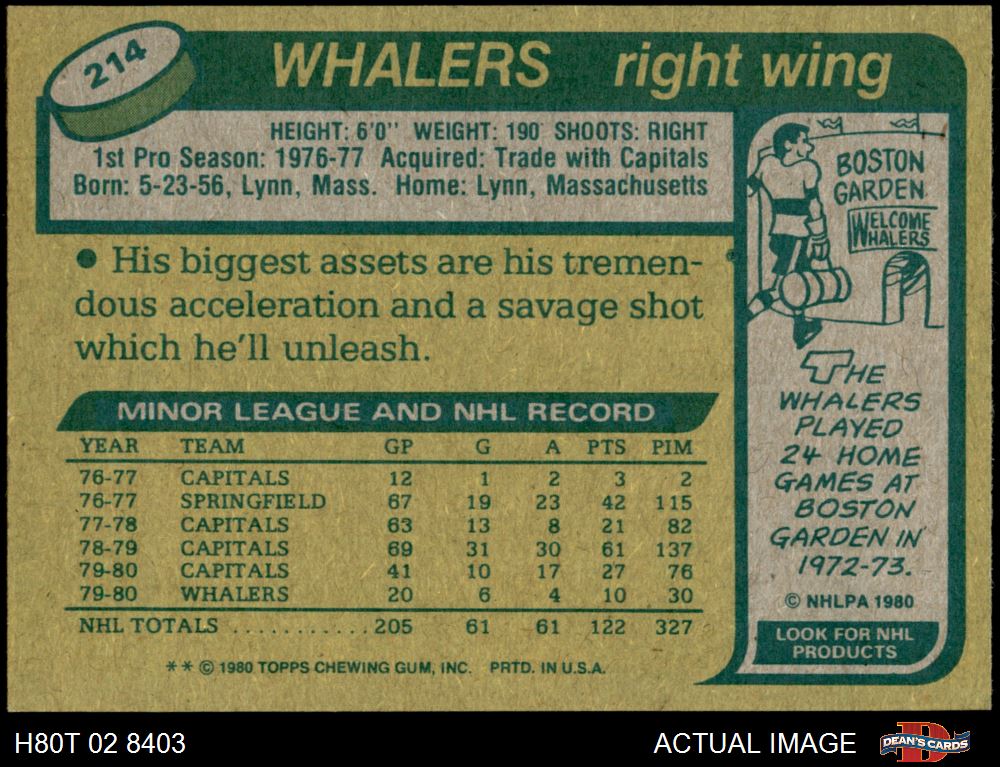 214
WHALERS right wing
HEIGHT: 6'0" WEIGHT: 190 SHOOTS: RIGHT
1st Pro Season: 1976-77 Acquired: Trade with Capitals
Born: 5-23-56, Lynn, Mass. Home: Lynn, Massachusetts
● His biggest assets are his tremen-
dous acceleration and a savage shot
which he'll unleash.
MINOR LEAGUE AND NHL RECORD
YEAR TEAM GP G A PTS PIM
76-77 CAPITALS 12 1 2 3 2
76-77 SPRINGFIELD 67 19 23 42 115
77-78 CAPITALS 63 13 8 21 82
78-79 CAPITALS 69 31 30 61 137
79-80 CAPITALS 41 10 17 27 76
79-80 WHALERS 20 6 4 10 30
NHL TOTALS ........... 205 61 61 122 327
** © 1980 TOPPS CHEWING GUM, INC. PRTD. IN U.S.A.
BOSTON
GARDEN
WELCOME
WHALERS
THE
WHALERS
PLAYED
24 HOME
GAMES AT
BOSTON
GARDEN IN
1972-73.
© NHLPA 1980
LOOK FOR NHL
PRODUCTS
H80T 02 8403
ACTUAL IMAGE
DEAN'S CARDS